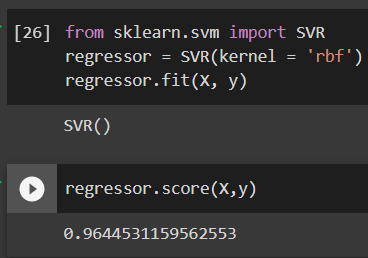 [26] from sklearn.svm import SVR
regressor = SVR(kernel = 'rbf')
regressor.fit(X, y)
SVR()
regressor.score(X,y)
0.9644531159562553